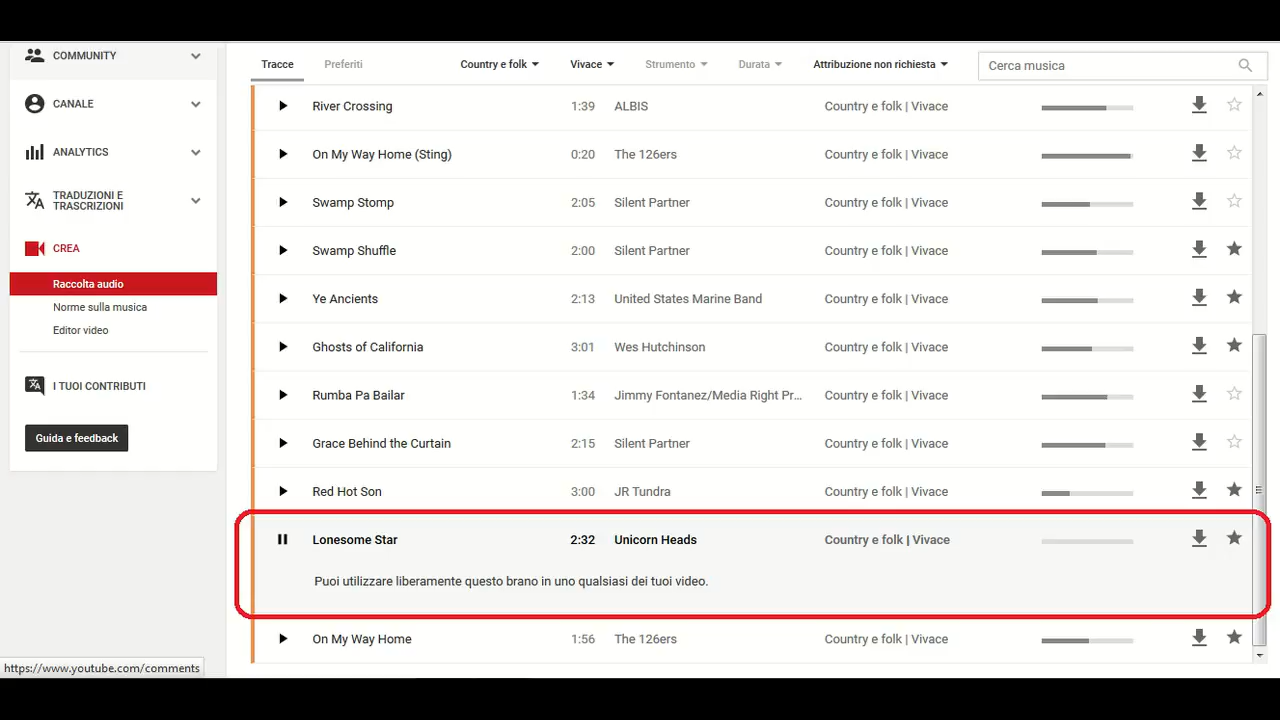 COMMUNITY
CANALE
ANALYTICS
TRADUZIONI E
TRASCRIZIONI
CREA
Raccolta audio
Norme sulla musica
Editor video
I TUOI CONTRIBUTI
Guida e feedback
https://www.youtube.com/comments
Tracce Preferiti Country e folk Vivace Strumento Durata Attribuzione non richiesta Cerca musica
River Crossing 1:39 ALBIS Country e folk | Vivace
On My Way Home (Sting) 0:20 The 126ers Country e folk | Vivace
Swamp Stomp 2:05 Silent Partner Country e folk | Vivace
Swamp Shuffle 2:00 Silent Partner Country e folk | Vivace
Ye Ancients 2:13 United States Marine Band Country e folk | Vivace
Ghosts of California 3:01 Wes Hutchinson Country e folk | Vivace
Rumba Pa Bailar 1:34 Jimmy Fontanez/Media Right Pr... Country e folk | Vivace
Grace Behind the Curtain 2:15 Silent Partner Country e folk | Vivace
Red Hot Son 3:00 JR Tundra Country e folk | Vivace
Lonesome Star 2:32 Unicorn Heads Country e folk | Vivace
Puoi utilizzare liberamente questo brano in uno qualsiasi dei tuoi video.
On My Way Home 1:56 The 126ers Country e folk | Vivace